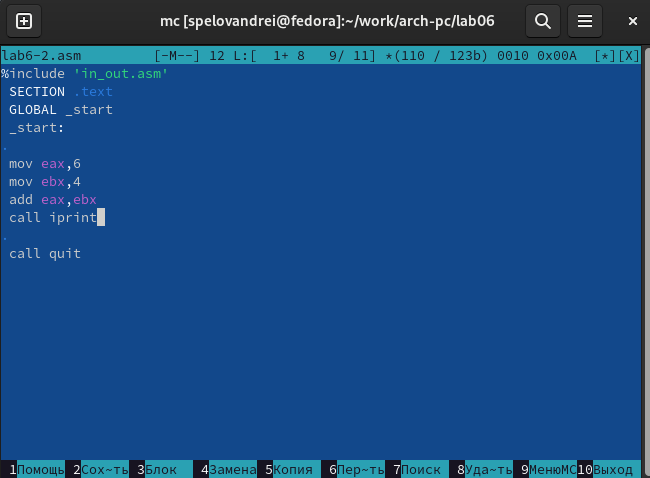 mc [spelovandrei@fedora]:~/work/arch-pc/lab06
lab6-2.asm [-M--] 12 L:[ 1+ 8 9/ 11] *(110 / 123b) 0010 0x00A [*][X]
%include 'in_out.asm'
SECTION .text
GLOBAL _start
_start:
.
mov eax,6
mov ebx,4
add eax,ebx
call iprint
.
call quit
1Помощь 2Сох~ть 3Блок 4Замена 5Копия 6Пер~ть 7Поиск 8Уда~ть 9МенюMC 10Выход